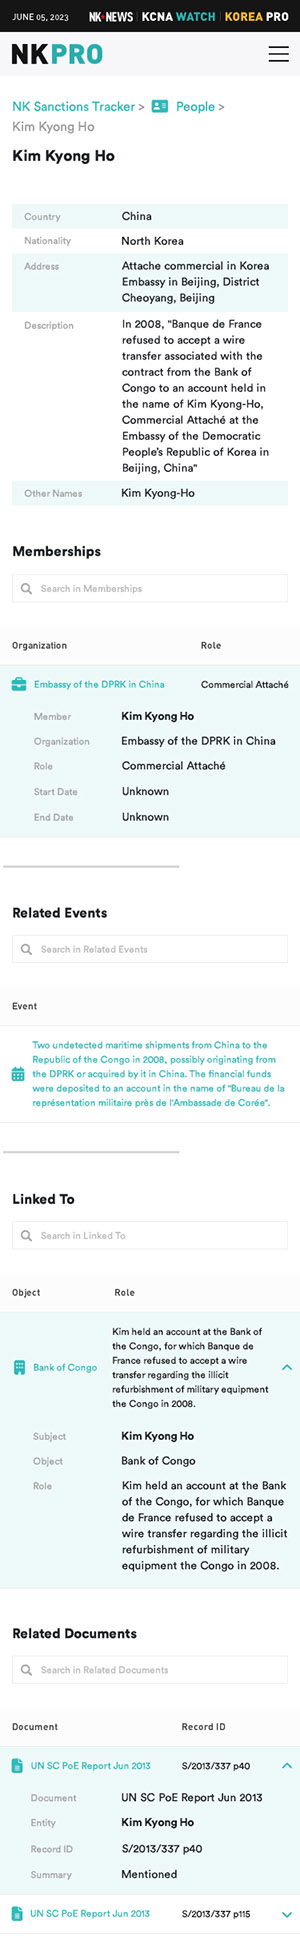 JUNE 05, 2023 NK NEWS KCNA WATCH KOREA PRO
NKPRO
NK Sanctions Tracker > People >
Kim Kyong Ho
Kim Kyong Ho
Country China
Nationality North Korea
Address Attache commercial in Korea
Embassy in Beijing, District
Cheoyang, Beijing
Description In 2008, "Banque de France
refused to accept a wire
transfer associated with the
contract from the Bank of
Congo to an account held in
the name of Kim Kyong-Ho,
Commercial Attaché at the
Embassy of the Democratic
People's Republic of Korea in
Beijing, China"
Other Names Kim Kyong-Ho
Memberships
Search in Memberships
Organization Role
Embassy of the DPRK in China Commercial Attaché
Member Kim Kyong Ho
Organization Embassy of the DPRK in China
Role Commercial Attaché
Start Date Unknown
End Date Unknown
Related Events
Search in Related Events
Event
Two undetected maritime shipments from China to the
Republic of the Congo in 2008, possibly originating from
the DPRK or acquired by it in China. The financial funds
were deposited to an account in the name of "Bureau de la
représentation militaire près de l'Ambassade de Corée".
Linked To
Search in Linked To
Object Role
Kim held an account at the Bank of
the Congo, for which Banque de
Bank of Congo France refused to accept a wire
transfer regarding the illicit
refurbishment of military equipment
the Congo in 2008.
Subject Kim Kyong Ho
Object Bank of Congo
Role Kim held an account at the Bank
of the Congo, for which Banque
de France refused to accept a
wire transfer regarding the illicit
refurbishment of military
equipment the Congo in 2008.
Related Documents
Search in Related Documents
Document Record ID
UN SC PoE Report Jun 2013 S/2013/337 p40
Document UN SC PoE Report Jun 2013
Entity Kim Kyong Ho
Record ID S/2013/337 p40
Summary Mentioned
UN SC PoE Report Jun 2013 S/2013/337 p115